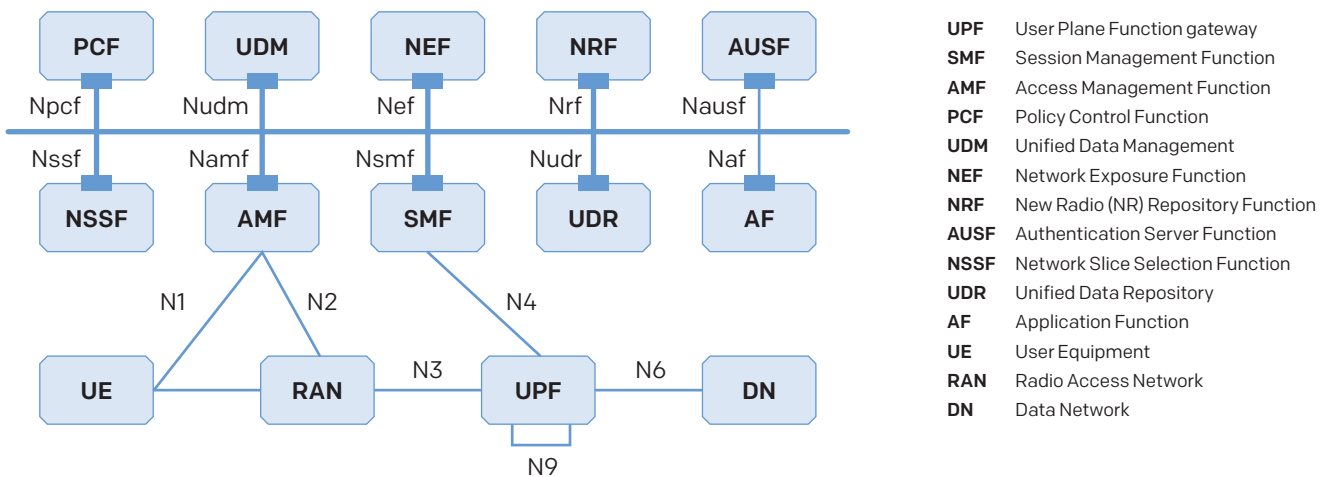 PCF UDM NEF NRF AUSF
Npcf Nudm Nef Nrf Nausf
Nssf Namf Nsmf Nudr Naf
NSSF AMF SMF UDR AF
N1 N2 N4
N3 N6
UE RAN UPF DN
N9
UPF User Plane Function gateway
SMF Session Management Function
AMF Access Management Function
PCF Policy Control Function
UDM Unified Data Management
NEF Network Exposure Function
NRF New Radio (NR) Repository Function
AUSF Authentication Server Function
NSSF Network Slice Selection Function
UDR Unified Data Repository
AF Application Function
UE User Equipment
RAN Radio Access Network
DN Data Network